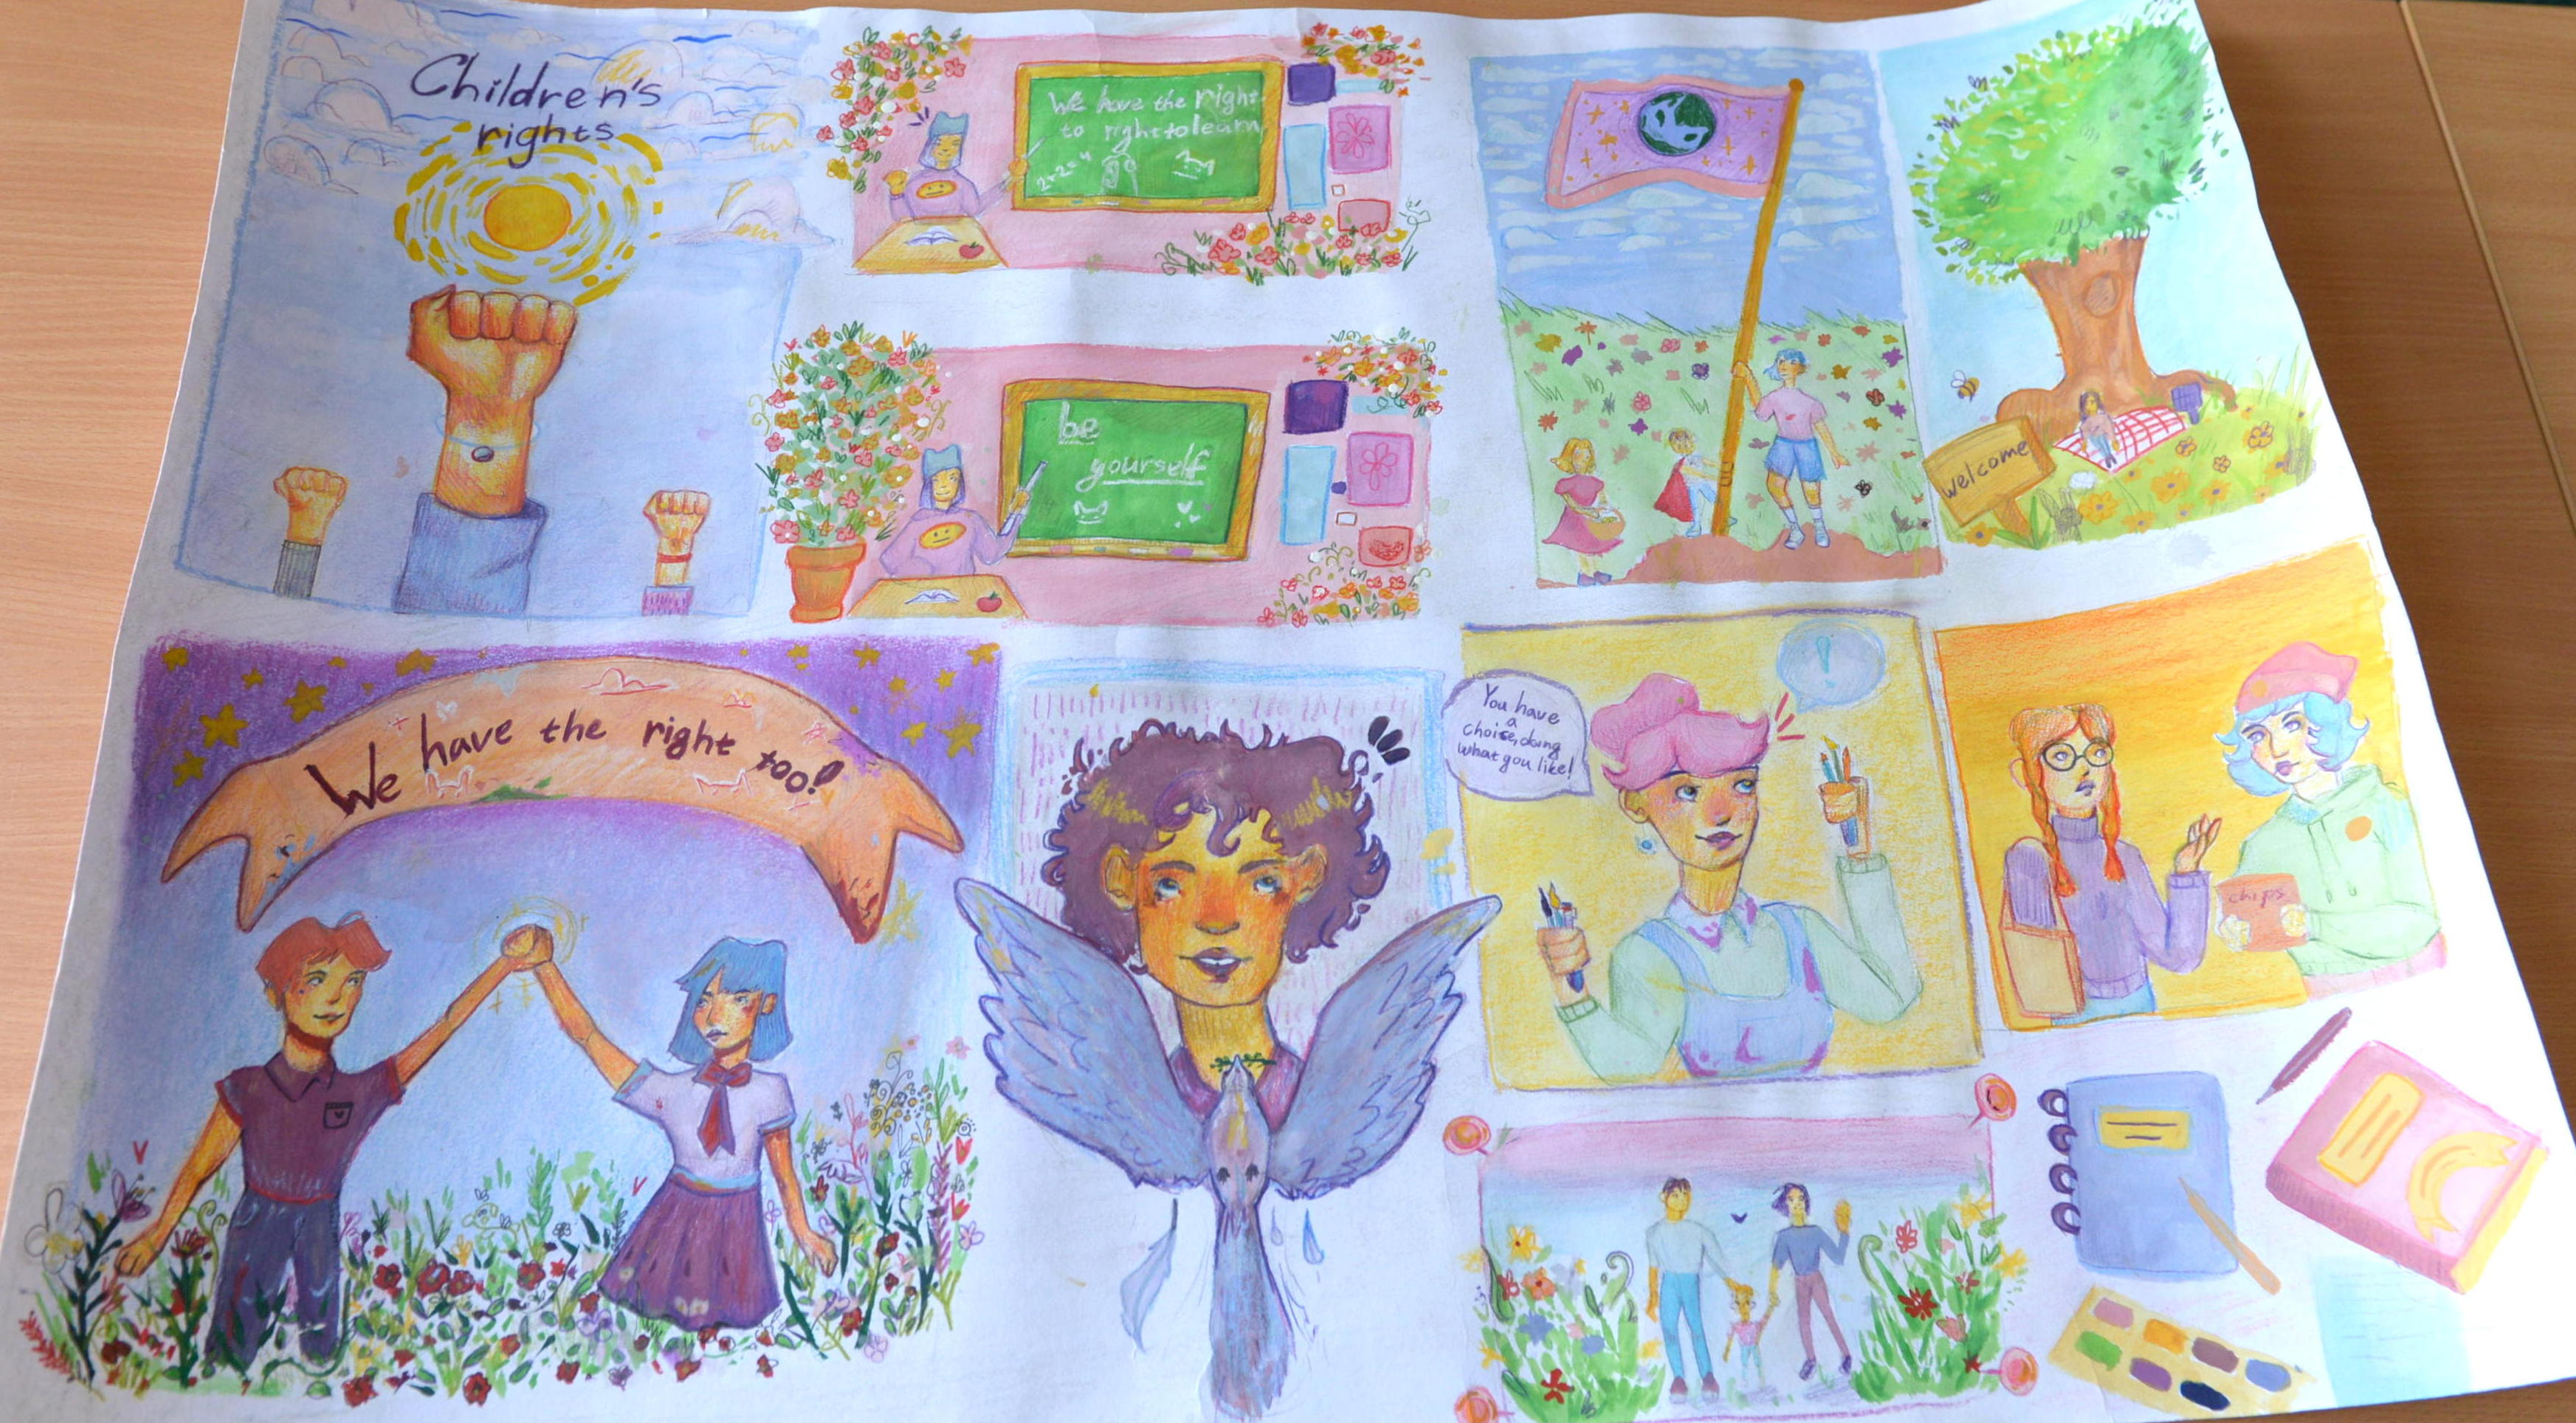 Children's
rights
We have the right
to right to learn
2+2=4
be
yourself
welcome
We have the right too!
You have
a
choise, doing
what you like!
!
chips